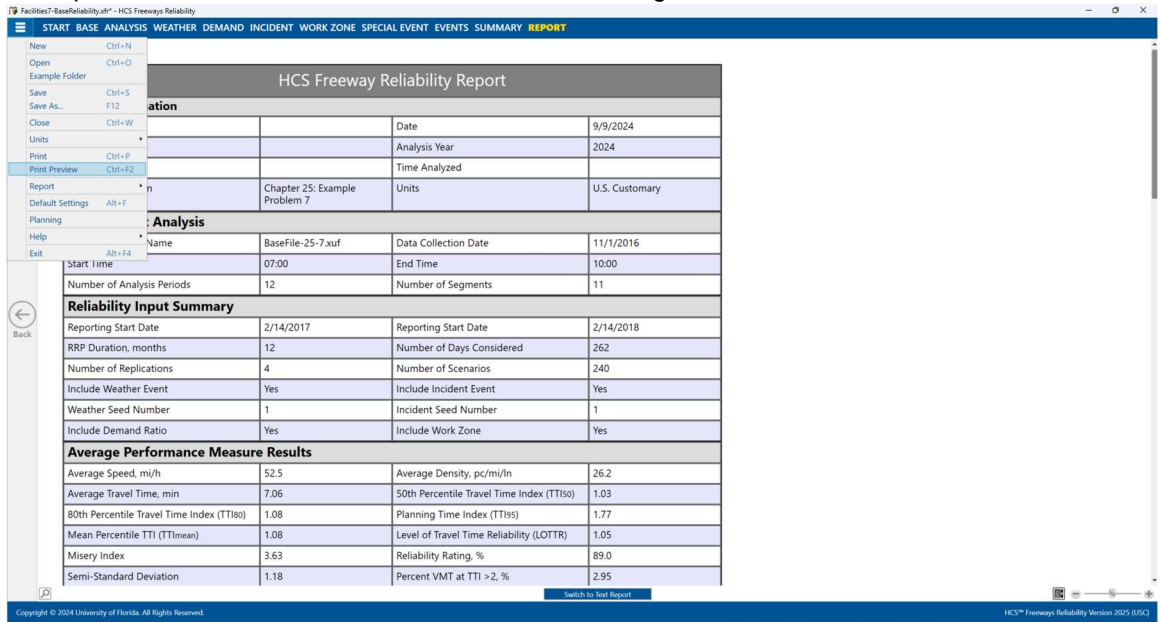 Facilities7-BaseReliability.xfr* - HCS Freeways Reliability
START BASE ANALYSIS WEATHER DEMAND INCIDENT WORK ZONE SPECIAL EVENT EVENTS SUMMARY REPORT
New Ctrl+N
Open Ctrl+O
Example Folder
Save Ctrl+S
Save As... F12
Close Ctrl+W
Units
Print Ctrl+P
Print Preview Ctrl+F2
Report
Default Settings Alt+F
Planning
Help
Exit Alt+F4
Back
HCS Freeway Reliability Report
ation
Date 9/9/2024
Analysis Year 2024
Time Analyzed
n Chapter 25: Example Problem 7 Units U.S. Customary
Analysis
Name BaseFile-25-7.xuf Data Collection Date 11/1/2016
Start Time 07:00 End Time 10:00
Number of Analysis Periods 12 Number of Segments 11
Reliability Input Summary
Reporting Start Date 2/14/2017 Reporting Start Date 2/14/2018
RRP Duration, months 12 Number of Days Considered 262
Number of Replications 4 Number of Scenarios 240
Include Weather Event Yes Include Incident Event Yes
Weather Seed Number 1 Incident Seed Number 1
Include Demand Ratio Yes Include Work Zone Yes
Average Performance Measure Results
Average Speed, mi/h 52.5 Average Density, pc/mi/ln 26.2
Average Travel Time, min 7.06 50th Percentile Travel Time Index (TTI50) 1.03
80th Percentile Travel Time Index (TTI80) 1.08 Planning Time Index (TTI95) 1.77
Mean Percentile TTI (TTImean) 1.08 Level of Travel Time Reliability (LOTTR) 1.05
Misery Index 3.63 Reliability Rating, % 89.0
Semi-Standard Deviation 1.18 Percent VMT at TTI >2, % 2.95
Switch to Text Report
Copyright © 2024 University of Florida. All Rights Reserved. HCS™ Freeways Reliability Version 2025 (USC)